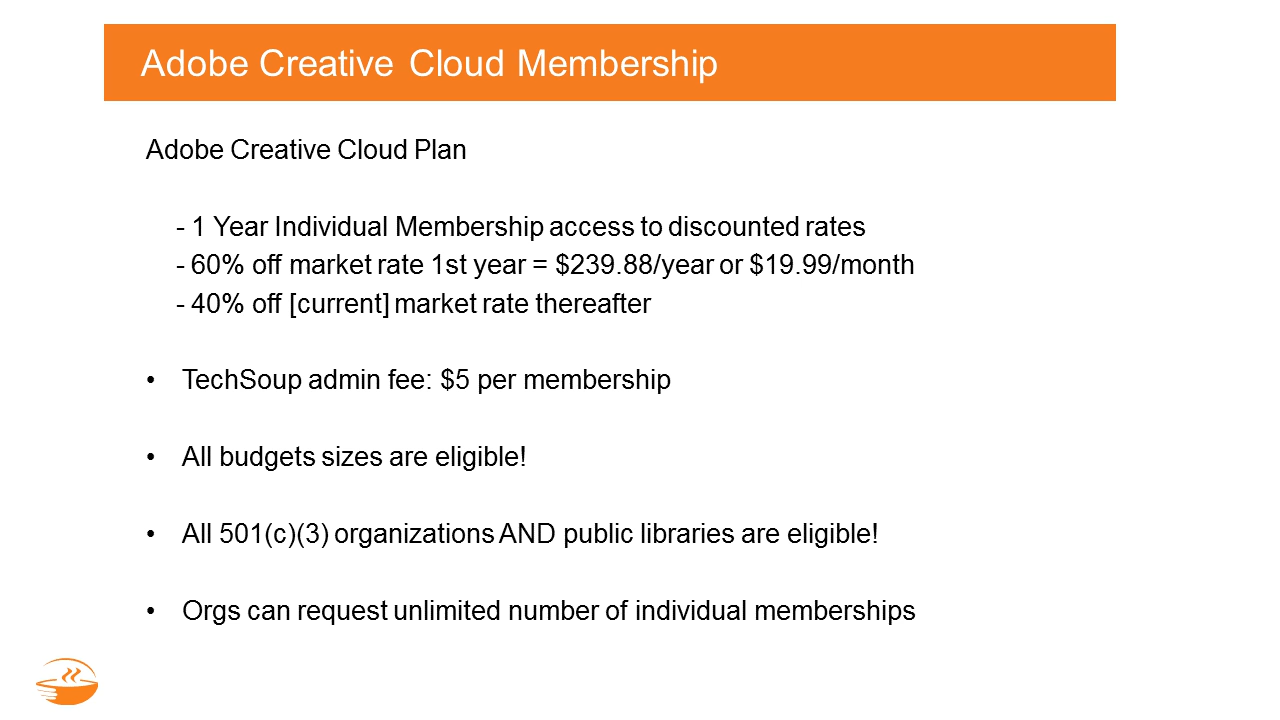 Adobe Creative Cloud Membership
Adobe Creative Cloud Plan
- 1 Year Individual Membership access to discounted rates
- 60% off market rate 1st year = $239.88/year or $19.99/month
- 40% off [current] market rate thereafter
• TechSoup admin fee: $5 per membership
• All budgets sizes are eligible!
• All 501(c)(3) organizations AND public libraries are eligible!
• Orgs can request unlimited number of individual memberships